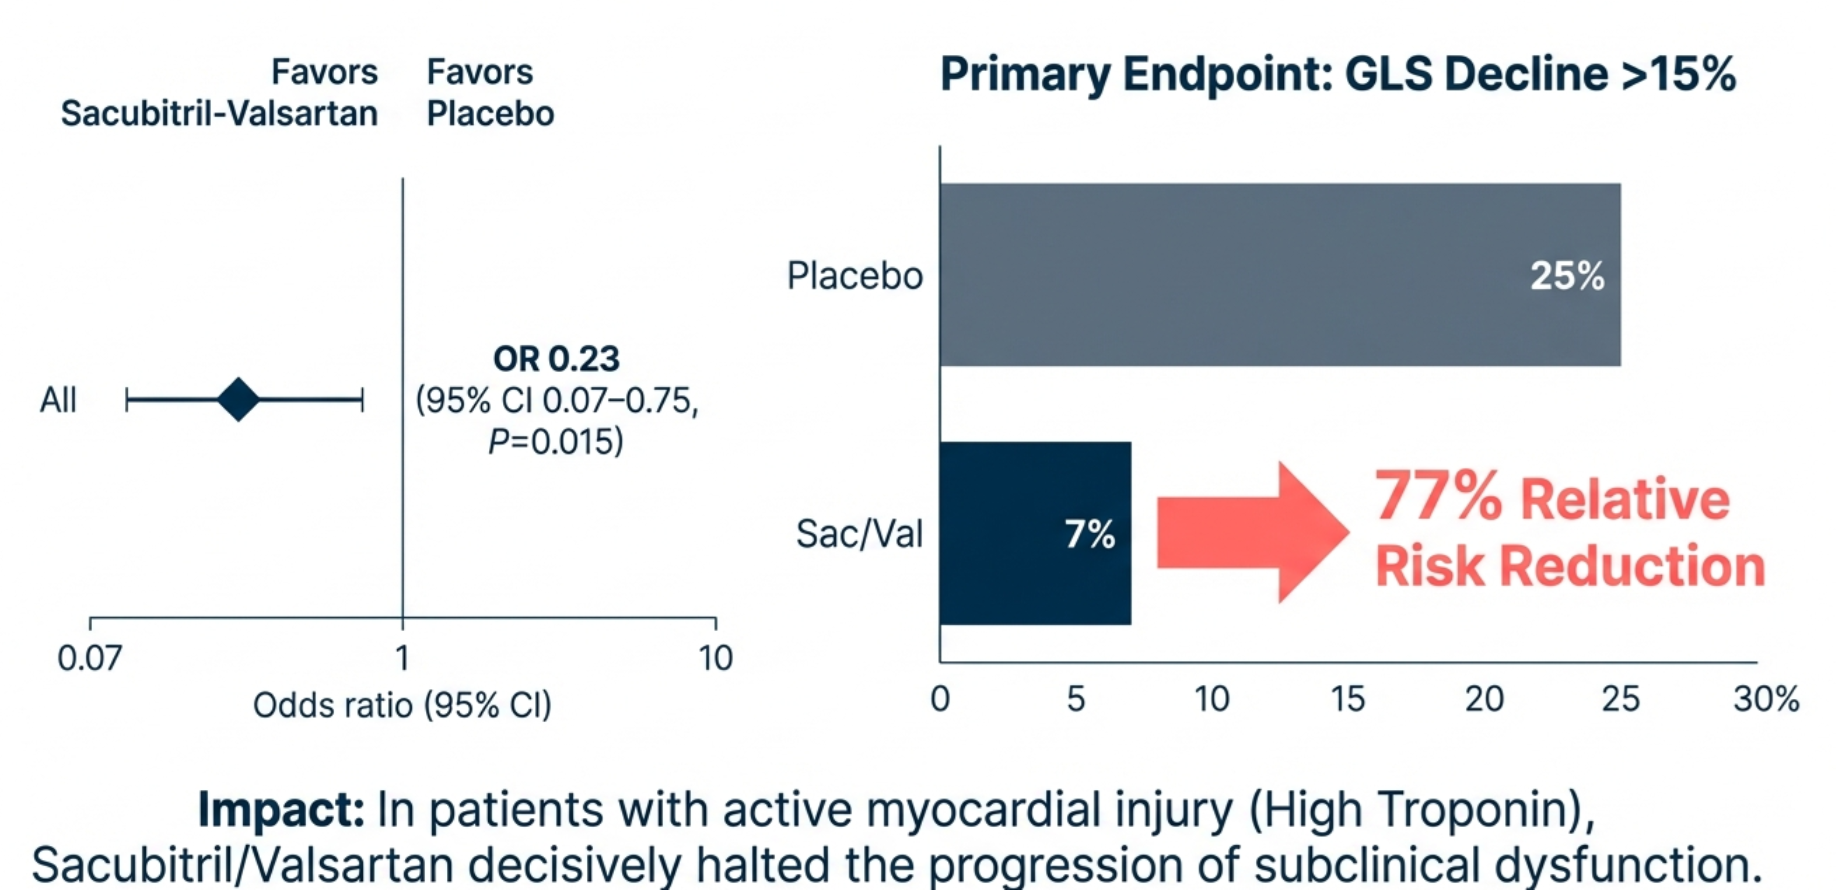 Favors
Sacubitril-Valsartan
Favors
Placebo
All
OR 0.23
(95% CI 0.07–0.75,
P=0.015)
0.07 1 10
Odds ratio (95% CI)
Primary Endpoint: GLS Decline >15%
Placebo
25%
Sac/Val
7%
77% Relative
Risk Reduction
0 5 10 15 20 25 30%
Impact: In patients with active myocardial injury (High Troponin),
Sacubitril/Valsartan decisively halted the progression of subclinical dysfunction.